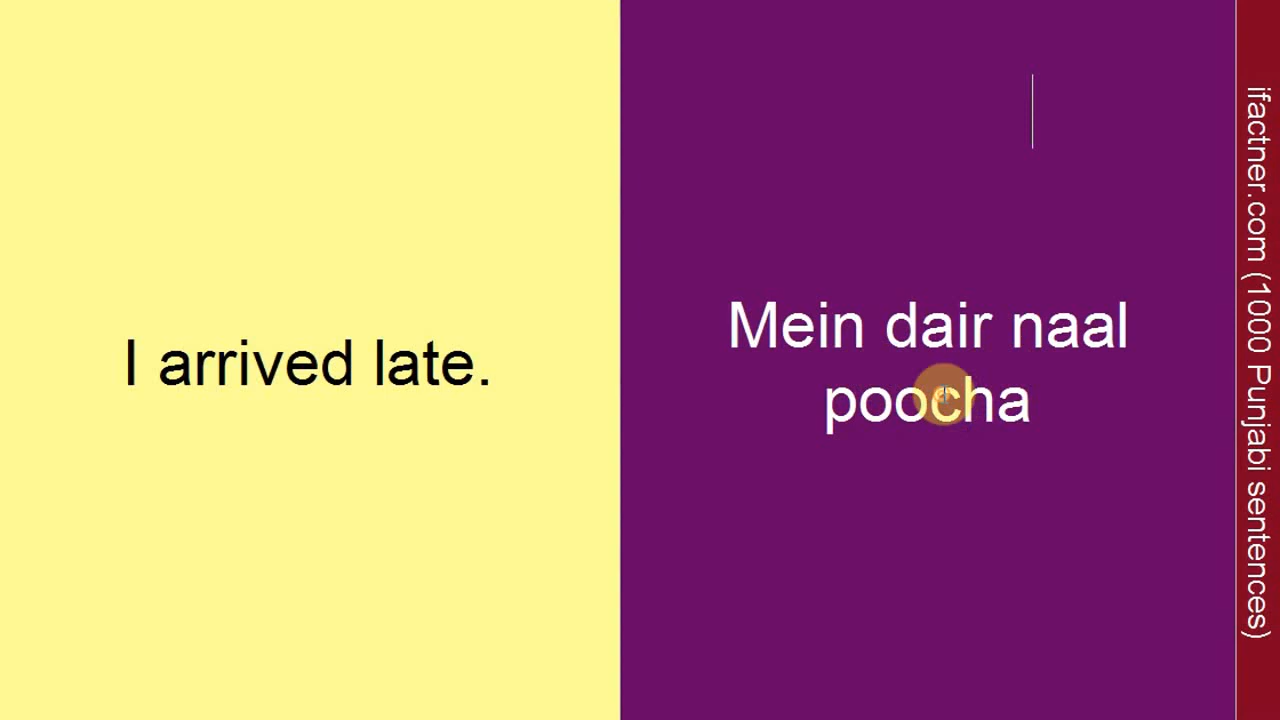 I arrived late.
Mein dair naal
poocha
ifactner.com (1000 Punjabi sentences)